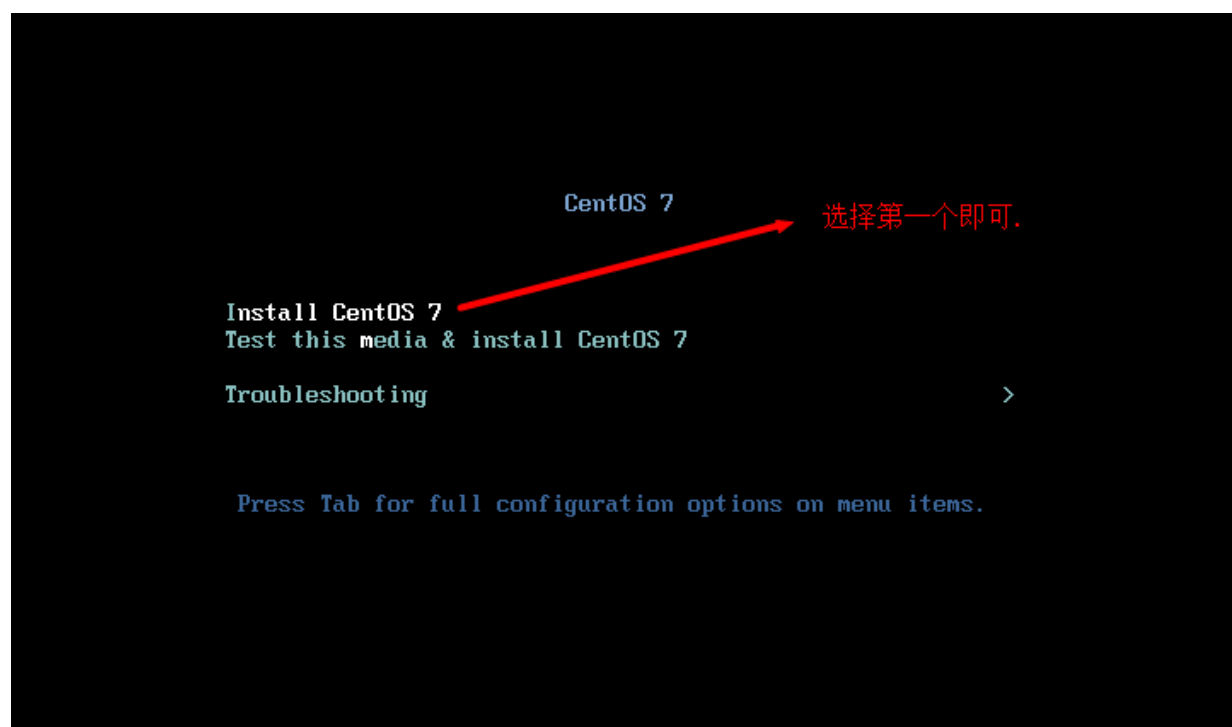 CentOS 7
选择第一个即可.
Install CentOS 7
Test this media & install CentOS 7
Troubleshooting >
Press Tab for full configuration options on menu items.